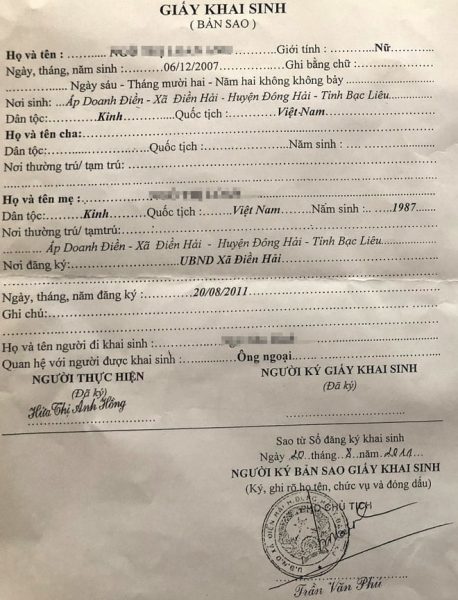 GIẤY KHAI SINH
( BẢN SAO )
Họ và tên : Giới tính : Nữ
Ngày, tháng, năm sinh : 06/12/2007 Ghi bằng chữ :
Ngày sáu - Tháng mười hai - Năm hai không không bảy
Nơi sinh: Ấp Doanh Điền - Xã Điền Hải - Huyện Đông Hải - Tỉnh Bạc Liêu
Dân tộc: Kinh Quốc tịch : Việt Nam
Họ và tên cha:
Dân tộc: Quốc tịch : Năm sinh :
Nơi thường trú/ tạm trú:
Họ và tên mẹ :
Dân tộc: Kinh Quốc tịch : Việt Nam Năm sinh : 1987
Nơi thường trú/ tạmtrú:
Ấp Doanh Điền - Xã Điền Hải - Huyện Đông Hải - Tỉnh Bạc Liêu.
Nơi đăng ký: UBND Xã Điền Hải
Ngày, tháng, năm đăng ký : 20/08/2011
Ghi chú:
Họ và tên người đi khai sinh :
Quan hệ với người được khai sinh : Ông ngoại
NGƯỜI THỰC HIỆN NGƯỜI KÝ GIẤY KHAI SINH
(Đã ký) (Đã ký)
Hứa Thị Ánh Hồng
Sao từ Sổ đăng ký khai sinh
Ngày 20 tháng 8 năm 2011
NGƯỜI KÝ BẢN SAO GIẤY KHAI SINH
(Ký, ghi rõ họ tên, chức vụ và đóng dấu)
PHÓ CHỦ TỊCH
Trần Văn Phú